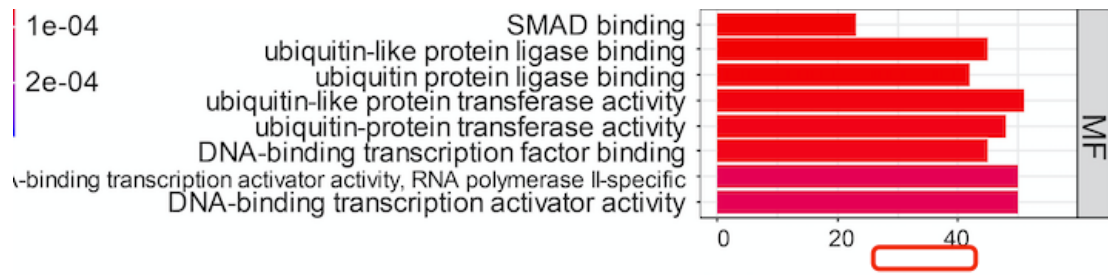 1e-04
2e-04
SMAD binding
ubiquitin-like protein ligase binding
ubiquitin protein ligase binding
ubiquitin-like protein transferase activity
ubiquitin-protein transferase activity
DNA-binding transcription factor binding
-binding transcription activator activity, RNA polymerase II-specific
DNA-binding transcription activator activity
MF
0 20 40